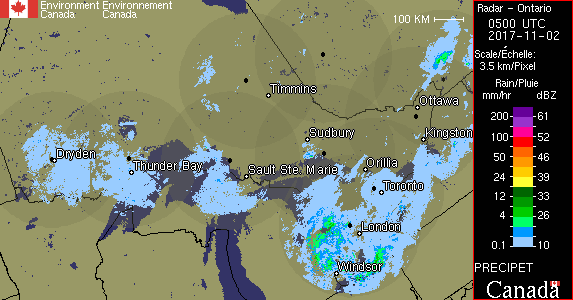 Environment Environnement
Canada Canada
100 KM
Radar - Ontario
0500 UTC
2017-11-02
Scale/Échelle:
3.5 km/Pixel
Rain/Pluie
mm/hr dBZ
200 61
100 52
50 46
24 39
12 33
4 26
0.1 10
PRECIPET
Canada
Timmins
Ottawa
Sudbury
Kingston
Dryden
Thunder Bay
Sault Ste. Marie
Orillia
Toronto
London
Windsor